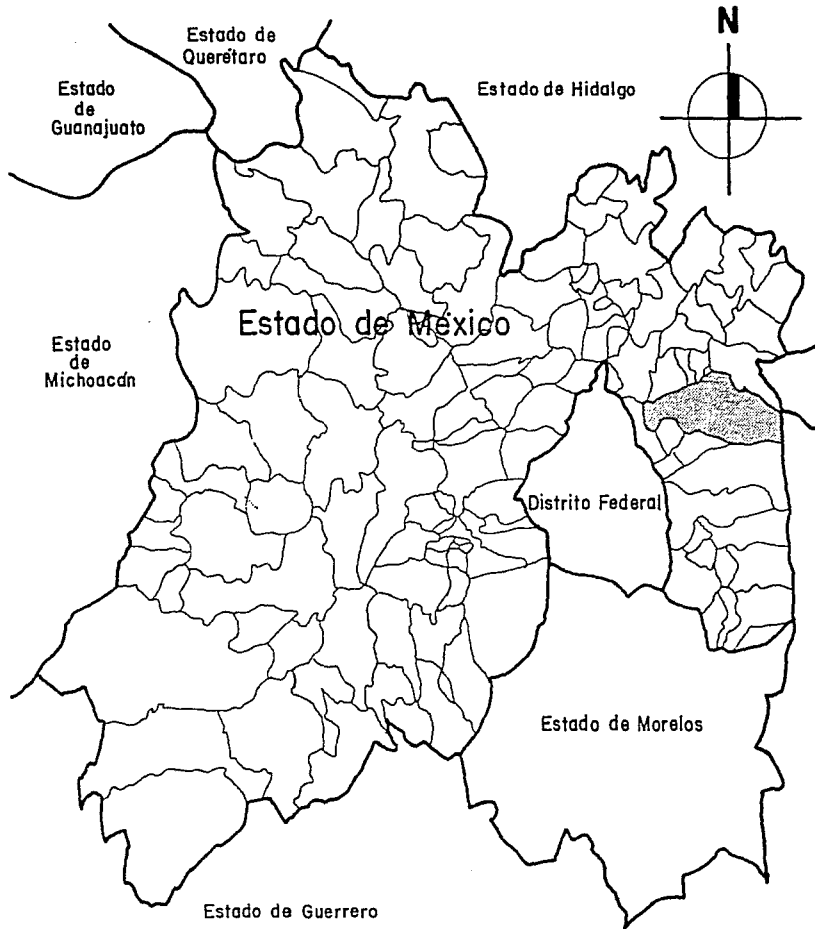 Estado de
Querétaro
N
Estado
de
Guanajuato
Estado de Hidalgo
Estado de México
Estado
de
Michoacán
Distrito Federal
Estado de Morelos
Estado de Guerrero